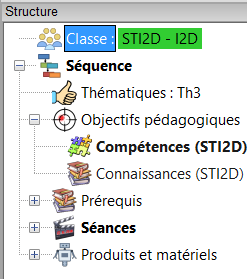 Structure
Classe : STI2D - I2D
Séquence
Thématiques : Th3
Objectifs pédagogiques
Compétences (STI2D)
Connaissances (STI2D)
Prérequis
Séances
Produits et matériels